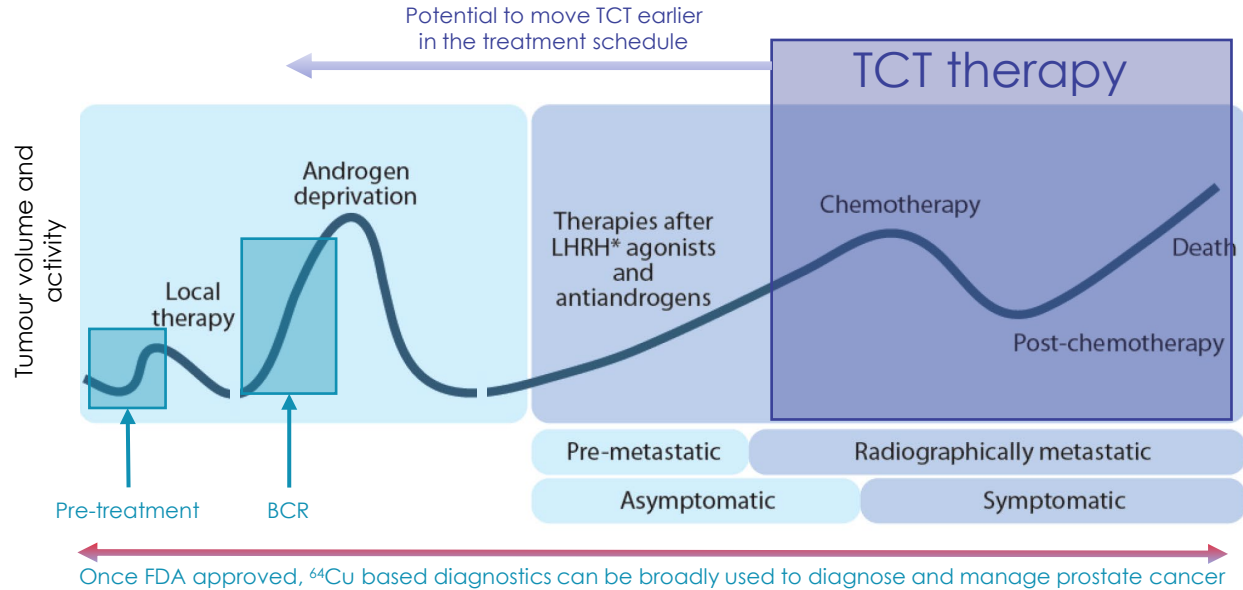 Potential to move TCT earlier
in the treatment schedule
TCT therapy
Tumour volume and
activity
Androgen
deprivation
Local
therapy
Therapies after
LHRH* agonists
and
antiandrogens
Chemotherapy
Death
Post-chemotherapy
Pre-metastatic
Radiographically metastatic
Asymptomatic
Symptomatic
Pre-treatment
BCR
Once FDA approved, ⁶⁴Cu based diagnostics can be broadly used to diagnose and manage prostate cancer